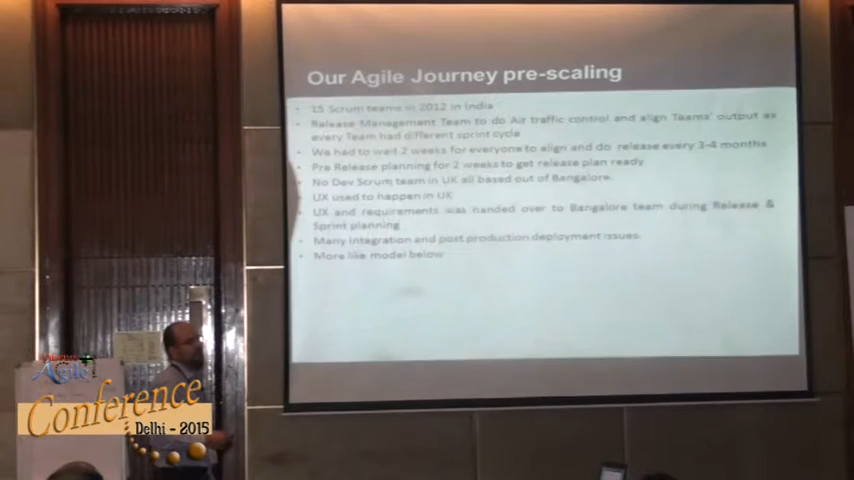 Our Agile Journey pre-scaling
• 15 Scrum teams in 2012 in India
• Release Management Team to do Air traffic control and align Teams' output as
every Team had different sprint cycle
• We had to wait 2 weeks for everyone to align and do release every 3-4 months
• Pre Release planning for 2 weeks to get release plan ready
• No Dev Scrum team in UK all based out of Bangalore.
• UX used to happen in UK
• UX and requirements was handed over to Bangalore team during Release &
Sprint planning
• Many integration and post production deployment issues.
• More like model below
Agile
Conference
Delhi - 2015